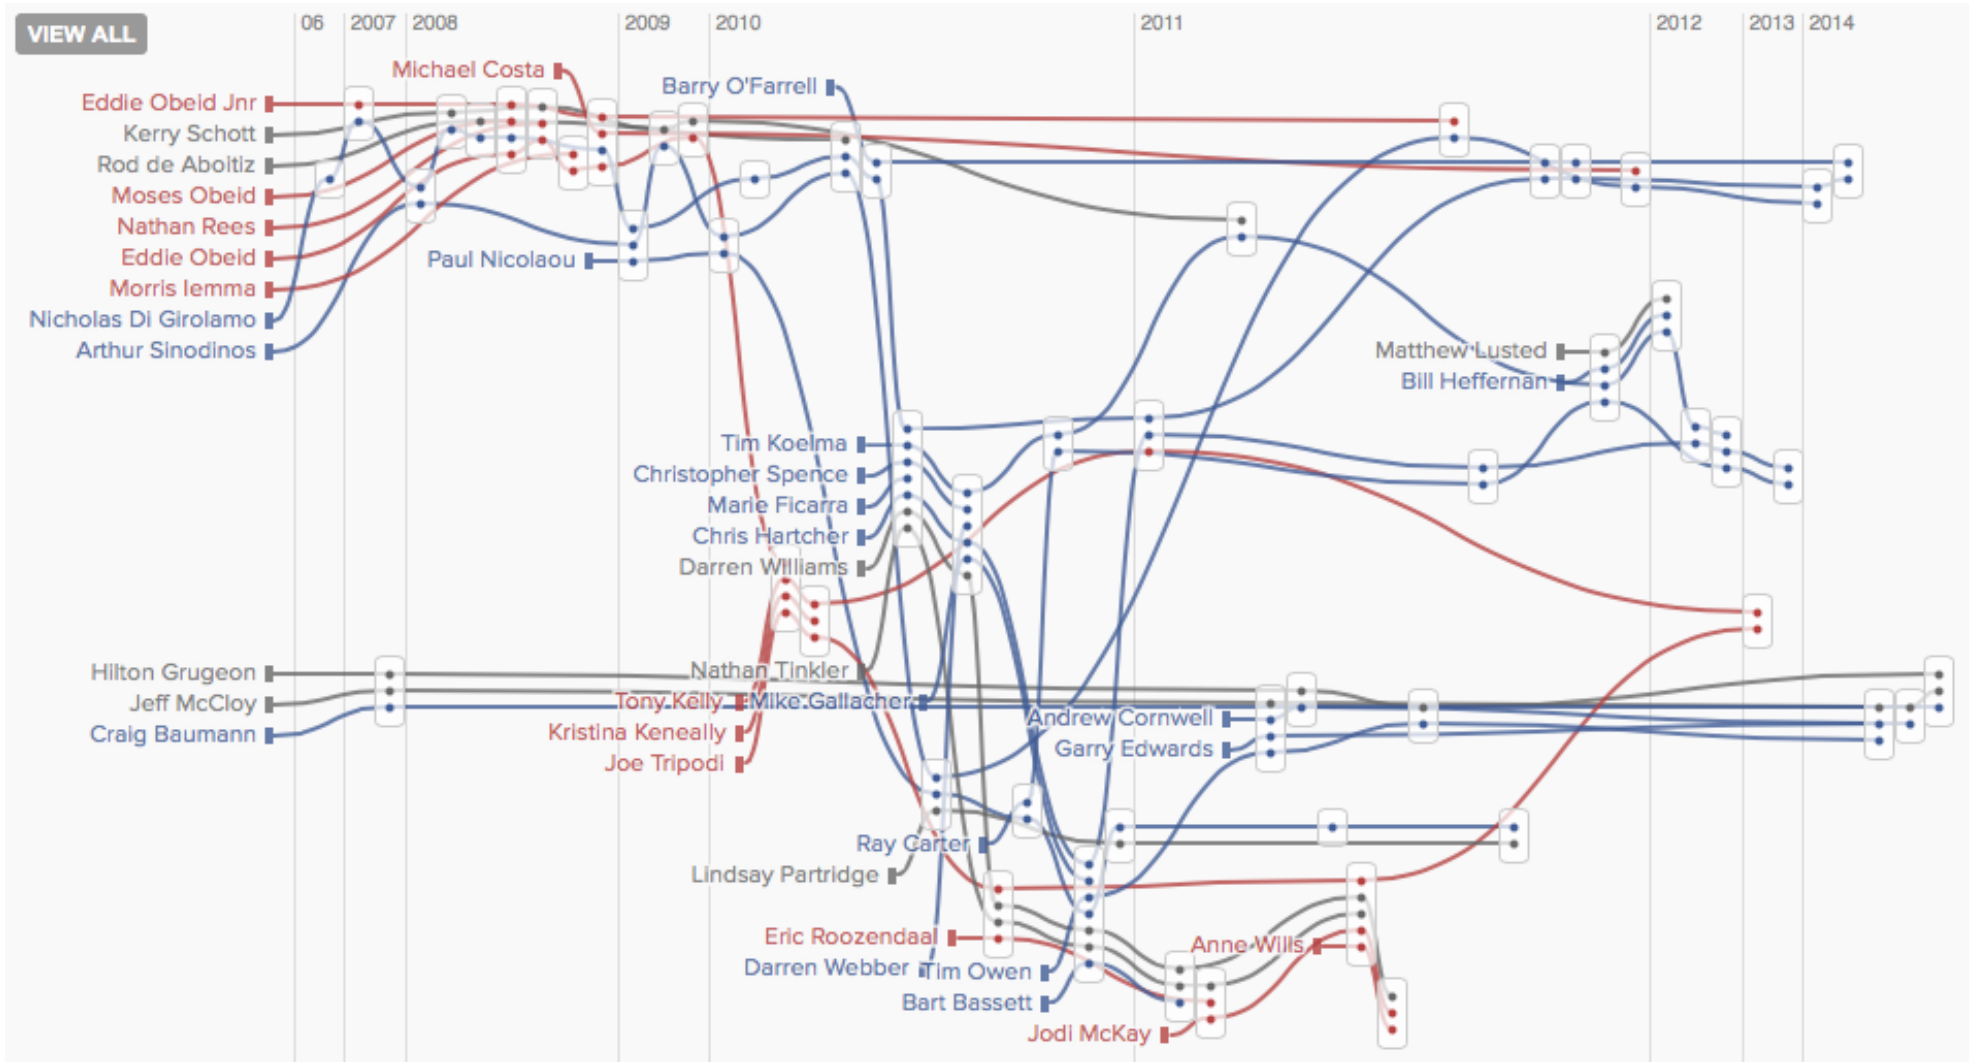 VIEW ALL
06
2007
2008
2009
2010
2011
2012
2013
2014
Michael Costa
Barry O'Farrell
Eddie Obeid Jnr
Kerry Schott
Rod de Aboltlz
Moses Obeid
Nathan Rees
Eddie Obeid
Paul Nicolaou
Morris Iemma
Nicholas Di Girolamo
Arthur Sinodinos
Matthew Lusted
Bill Heffernan
Tim Koelma
Christopher Spence
Marie Ficarra
Chris Hartcher
Darren Williams
Hilton Grugeon
Nathan Tinkler
Jeff McCloy
Tony Kelly
Mike Gallacher
Andrew Cornwell
Craig Baumann
Kristina Keneally
Garry Edwards
Joe Tripodi
Ray Carter
Lindsay Partridge
Eric Roozendaal
Anne Wills
Darren Webber
Tim Owen
Bart Bassett
Jodi McKay